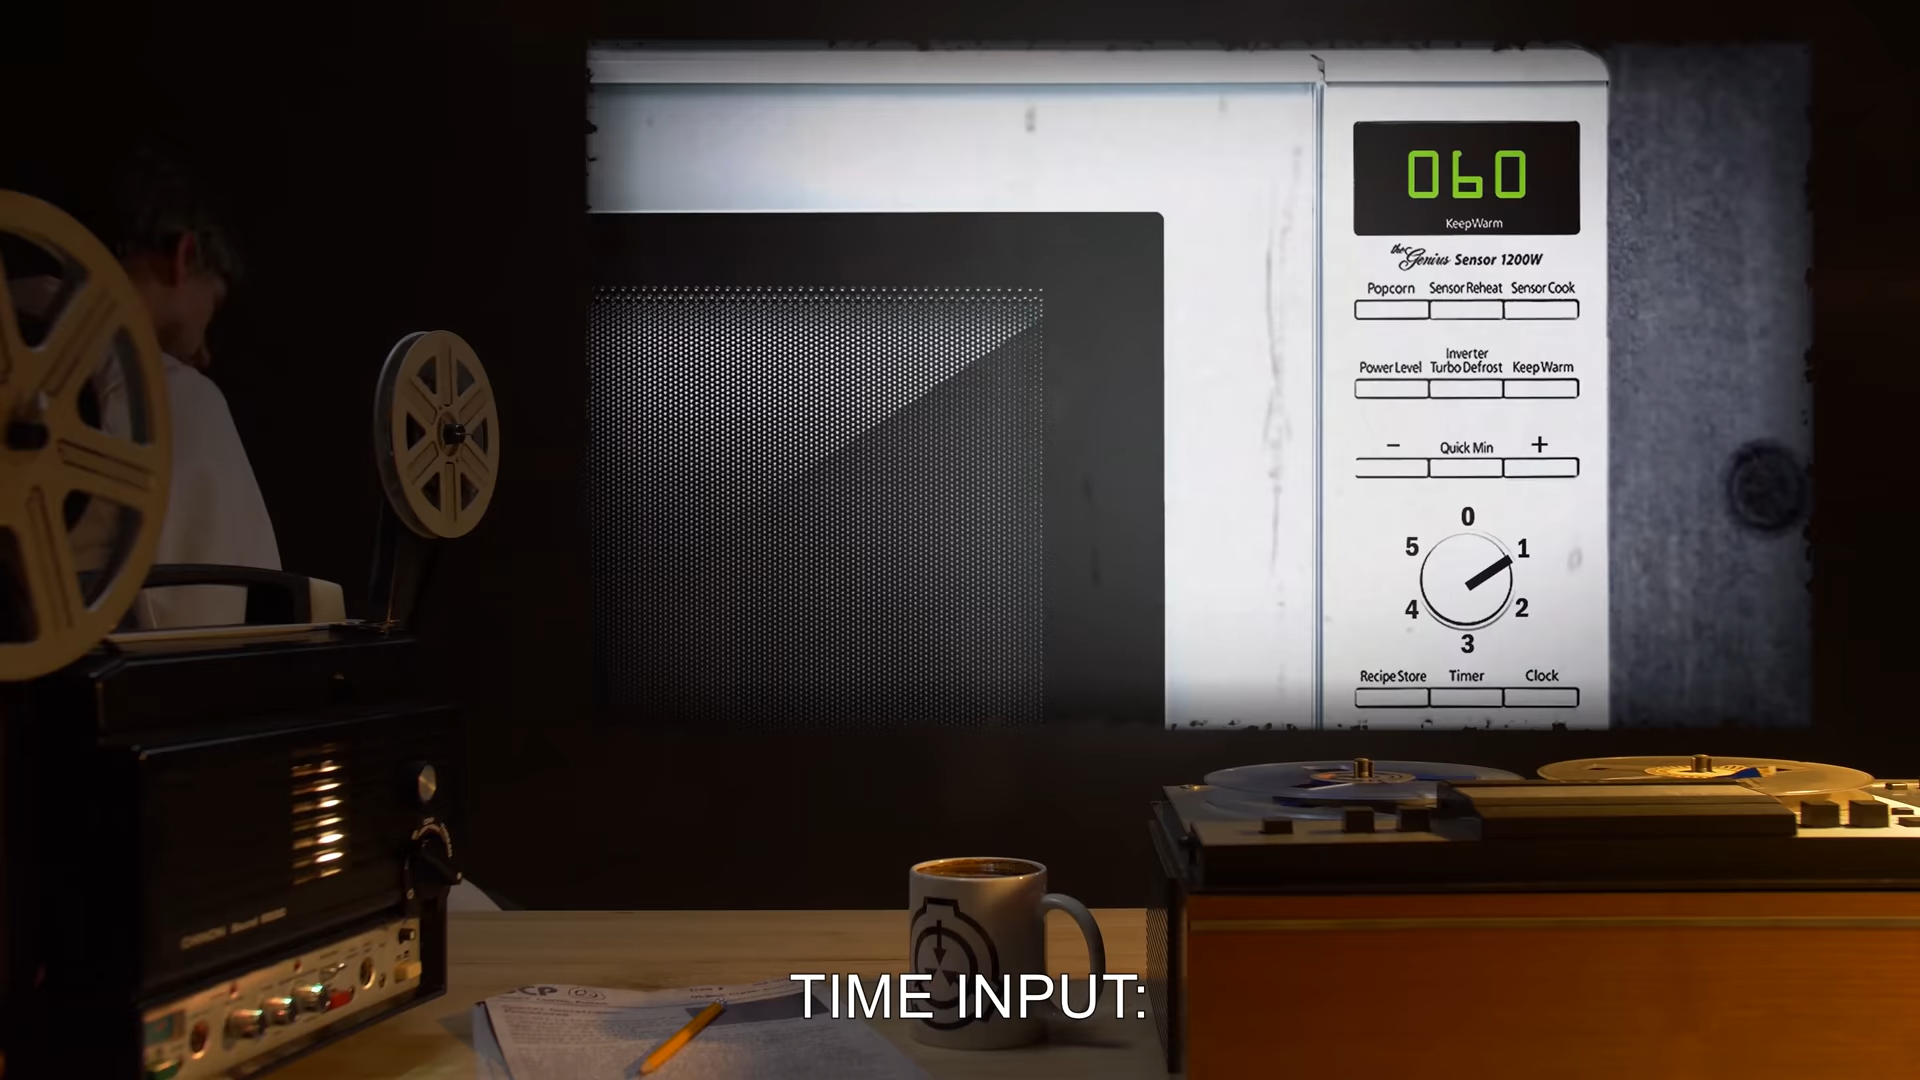 060
KeepWarm
the Genius Sensor 1200W
Popcorn Sensor Reheat Sensor Cook
Power Level Inverter Turbo Defrost Keep Warm
− Quick Min +
0
5 1
4 2
3
Recipe Store Timer Clock
TIME INPUT: